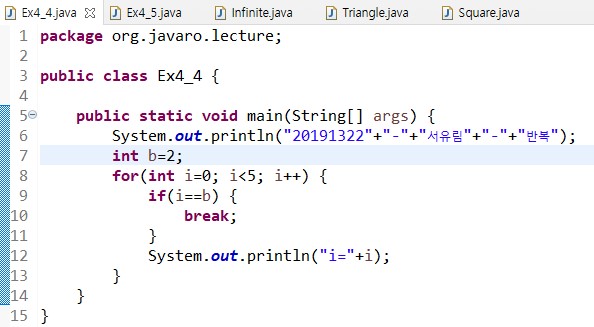 Ex4_4.java Ex4_5.java Infinite.java Triangle.java Square.java
1 package org.javaro.lecture;
2
3 public class Ex4_4 {
4
5 public static void main(String[] args) {
6 System.out.println("20191322"+"-"+"서유림"+"-"+"반복");
7 int b=2;
8 for(int i=0; i<5; i++) {
9 if(i==b) {
10 break;
11 }
12 System.out.println("i="+i);
13 }
14 }
15 }